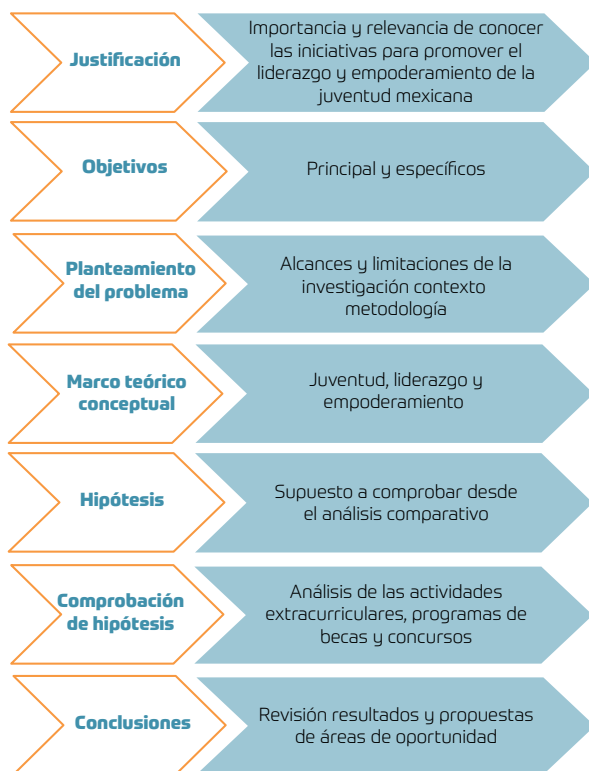 Justificación
Importancia y relevancia de conocer
las iniciativas para promover el
liderazgo y empoderamiento de la
juventud mexicana
Objetivos
Principal y específicos
Planteamiento
del problema
Alcances y limitaciones de la
investigación contexto
metodología
Marco teórico
conceptual
Juventud, liderazgo y
empoderamiento
Hipótesis
Supuesto a comprobar desde
el análisis comparativo
Comprobación
de hipótesis
Análisis de las actividades
extracurriculares, programas de
becas y concursos
Conclusiones
Revisión resultados y propuestas
de áreas de oportunidad